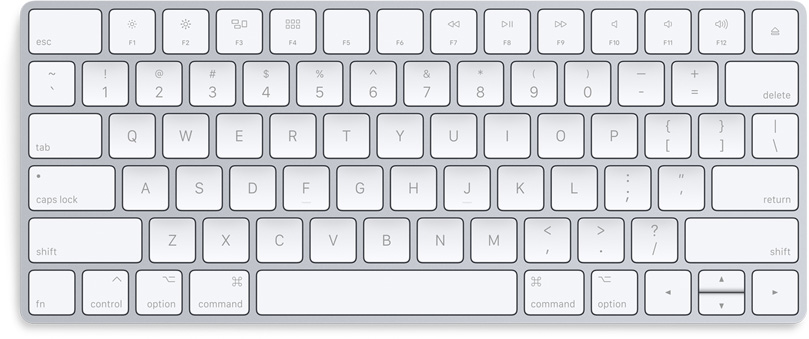 esc F1 F2 F3 F4 F5 F6 F7 F8 F9 F10 F11 F12
~ ! @ # $ % ^ & * ( ) — +
` 1 2 3 4 5 6 7 8 9 0 - = delete
tab Q W E R T Y U I O P { [ } ] | \
caps lock A S D F G H J K L : ; " ' return
shift Z X C V B N M < , > . ? / shift
fn control option command command option